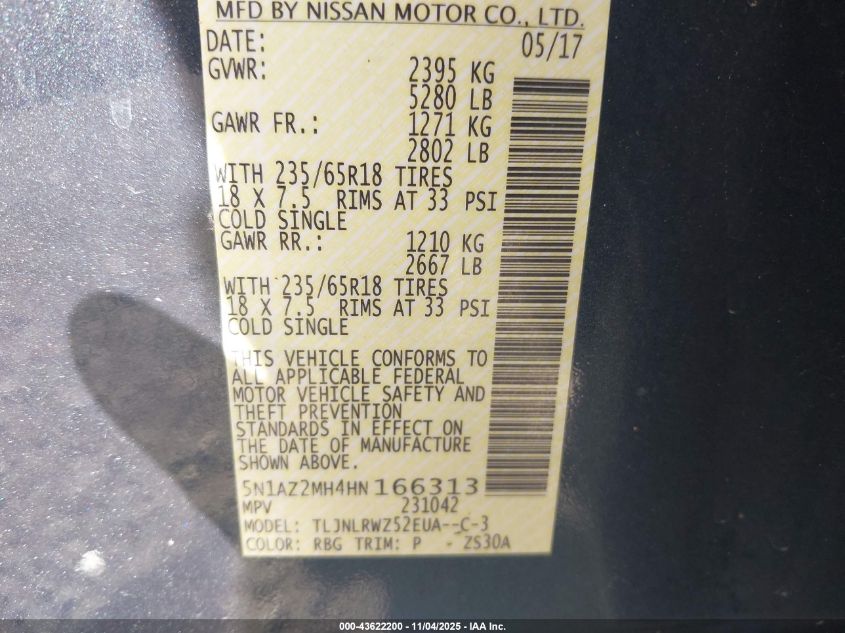 MFD BY NISSAN MOTOR CO., LTD.
DATE: 05/17
GVWR: 2395 KG
5280 LB
GAWR FR.: 1271 KG
2802 LB
WITH 235/65R18 TIRES
18 X 7.5 RIMS AT 33 PSI
COLD SINGLE
GAWR RR.: 1210 KG
2667 LB
WITH 235/65R18 TIRES
18 X 7.5 RIMS AT 33 PSI
COLD SINGLE
THIS VEHICLE CONFORMS TO
ALL APPLICABLE FEDERAL
MOTOR VEHICLE SAFETY AND
THEFT PREVENTION
STANDARDS IN EFFECT ON
THE DATE OF MANUFACTURE
SHOWN ABOVE.
5N1AZ2MH4HN166313
MPV 231042
MODEL: TLJNLRWZ52EUA--C-3
COLOR: RBG TRIM: P - ZS30A
000-43622200 - 11/04/2025 - IAA Inc.